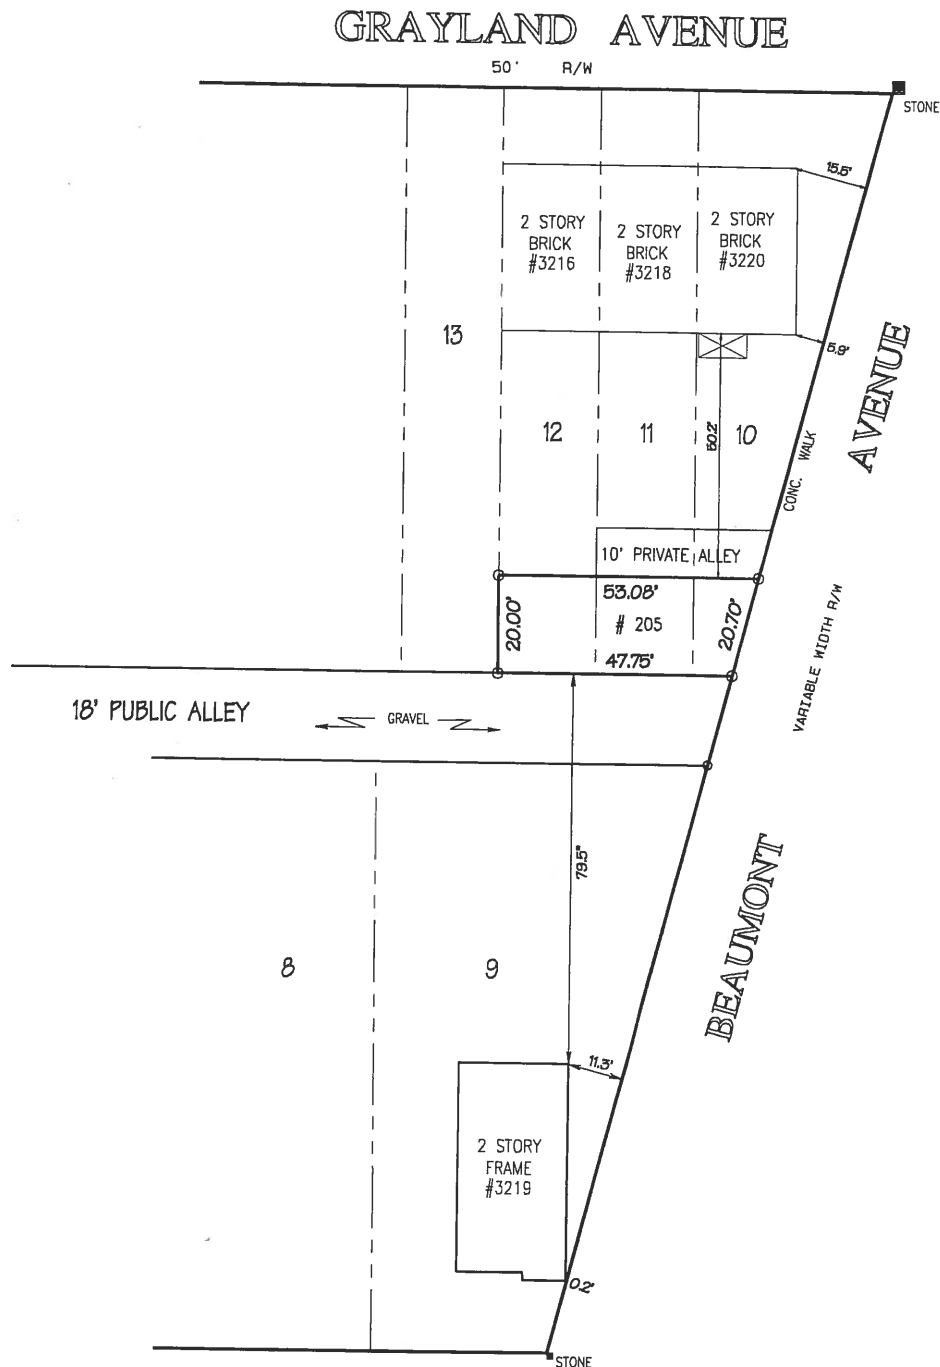 GRAYLAND AVENUE
50' R/W
STONE
15.5'
2 STORY
BRICK
#3216
2 STORY
BRICK
#3218
2 STORY
BRICK
#3220
13
5.9'
AVENUE
12
11
50.2'
10
CONC. WALK
10' PRIVATE ALLEY
53.08'
20.00'
# 205
20.70'
47.75'
VARIABLE WIDTH R/W
18' PUBLIC ALLEY
GRAVEL
79.5'
BEAUMONT
8
9
11.3'
2 STORY
FRAME
#3219
0.2'
STONE